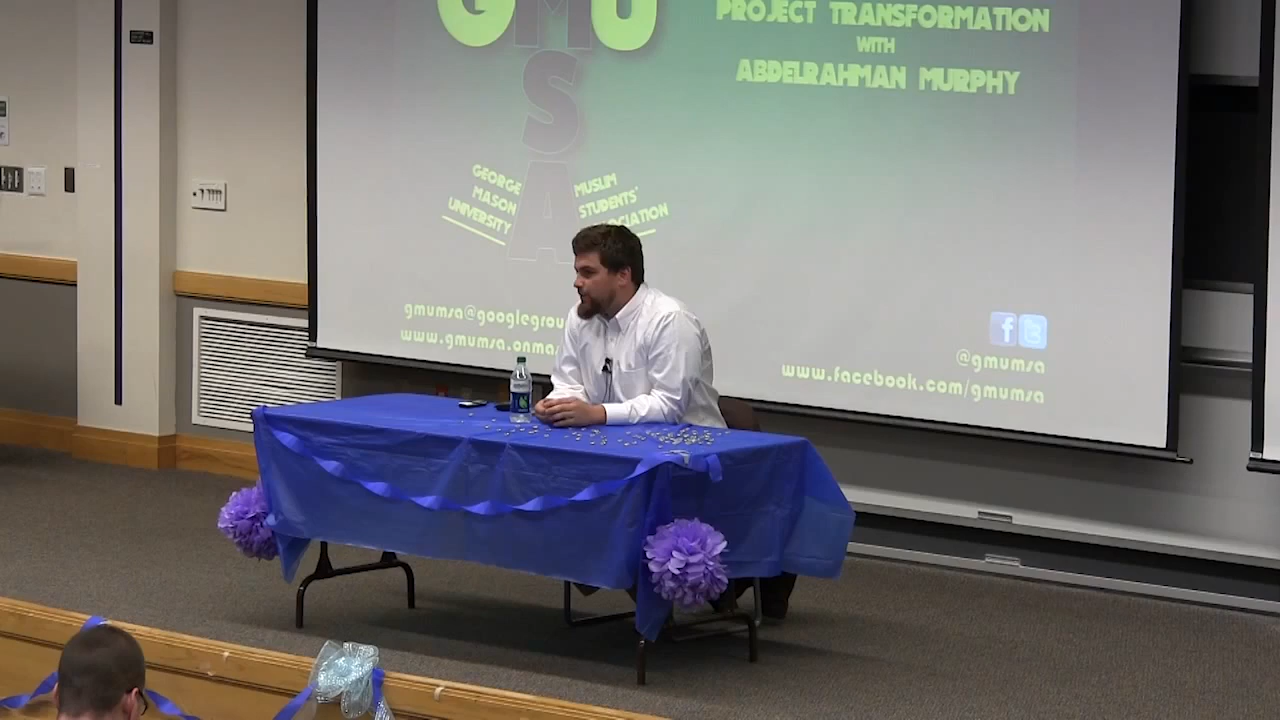 GMU
SA
PROJECT TRANSFORMATION
WITH
ABDELRAHMAN MURPHY
GEORGE
MASON
UNIVERSITY
MUSLIM
STUDENTS'
gmumsa@googlegrou
www.gmumsa.onma
f t
@gmumsa
www.facebook.com/gmumsa